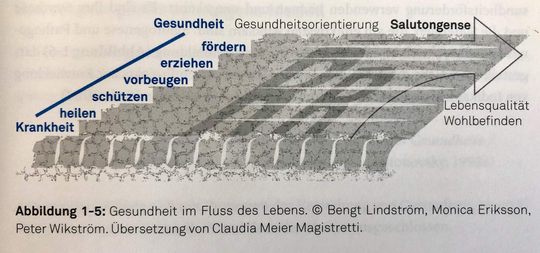 Gesundheit Gesundheitsorientierung Salutongense
fördern
erziehen
vorbeugen
schützen
heilen
Krankheit
Lebensqualität
Wohlbefinden
Abbildung 1-5: Gesundheit im Fluss des Lebens. © Bengt Lindström, Monica Eriksson,
Peter Wikström. Übersetzung von Claudia Meier Magistretti.